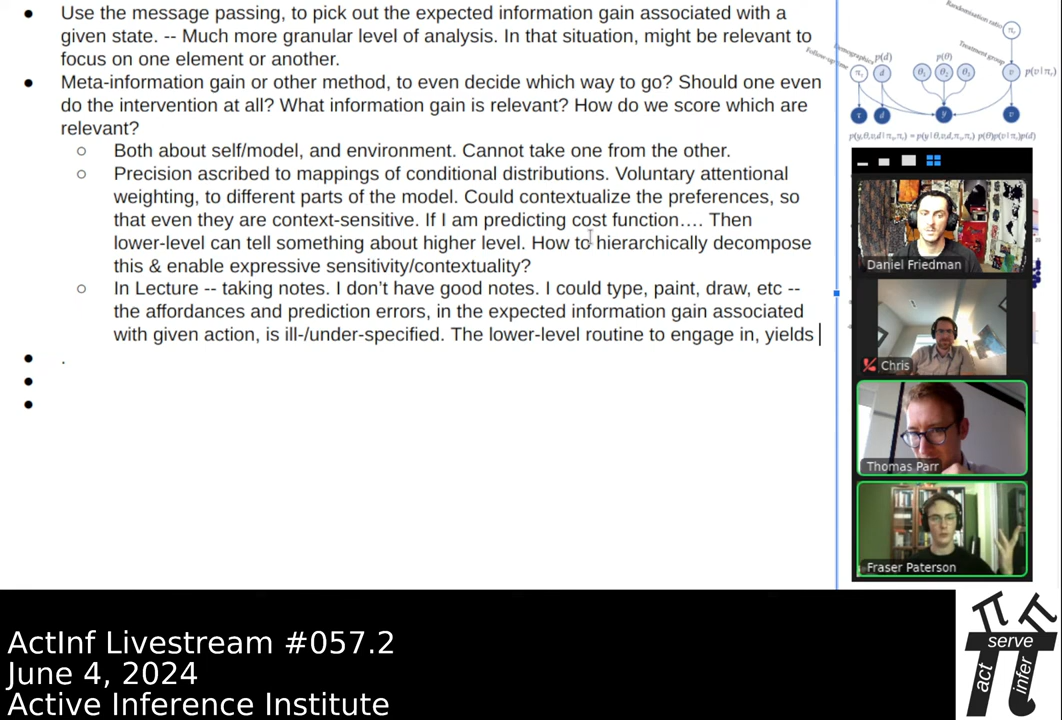 Use the message passing, to pick out the expected information gain associated with a
given state. -- Much more granular level of analysis. In that situation, might be relevant to
focus on one element or another.
Meta-information gain or other method, to even decide which way to go? Should one even
do the intervention at all? What information gain is relevant? How do we score which are
relevant?
Both about self/model, and environment. Cannot take one from the other.
Precision ascribed to mappings of conditional distributions. Voluntary attentional
weighting, to different parts of the model. Could contextualize the preferences, so
that even they are context-sensitive. If I am predicting cost function…. Then
lower-level can tell something about higher level. How to hierarchically decompose
this & enable expressive sensitivity/contextuality?
In Lecture -- taking notes. I don't have good notes. I could type, paint, draw, etc --
the affordances and prediction errors, in the expected information gain associated
with given action, is ill-/under-specified. The lower-level routine to engage in, yields
.
Randomisation ratio
Treatment group
Demographics
p(d)
p(θ)
d
θ₁ θ₂ θ₃
v
d
y
v
Daniel Friedman
Chris
Thomas Parr
Fraser Paterson
ActInf Livestream #057.2
June 4, 2024
Active Inference Institute
serve
act
infer